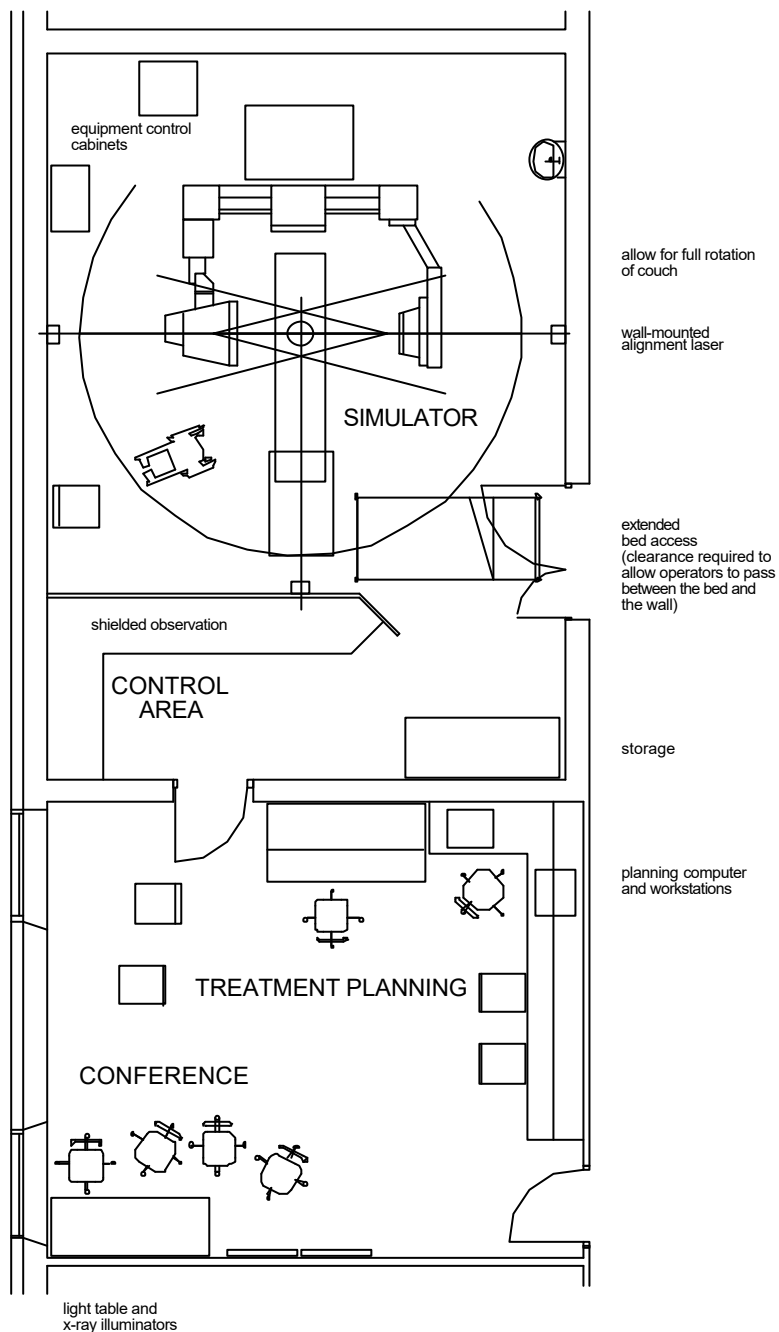 equipment control
cabinets
allow for full rotation
of couch
wall-mounted
alignment laser
SIMULATOR
extended
bed access
(clearance required to
allow operators to pass
between the bed and
the wall)
shielded observation
CONTROL
AREA
storage
planning computer
and workstations
TREATMENT PLANNING
CONFERENCE
light table and
x-ray illuminators